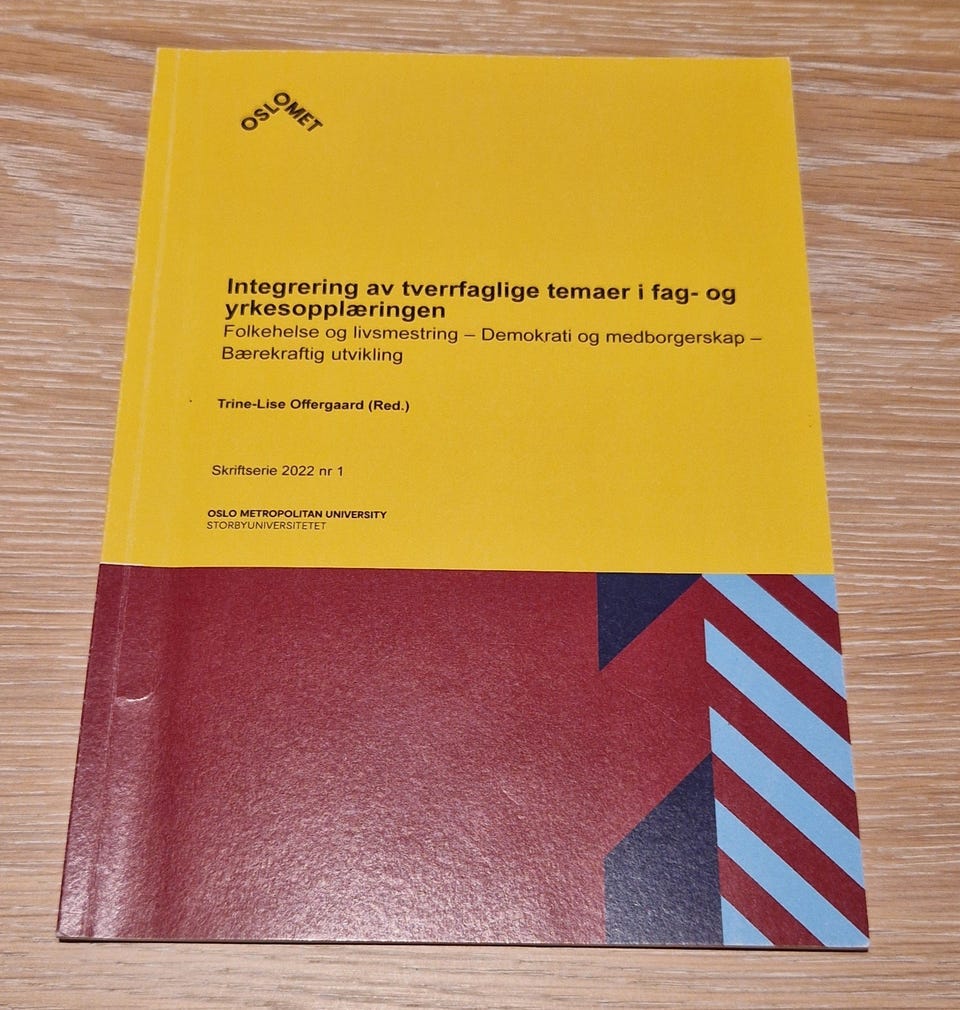 OSLOMET
Integrering av tverrfaglige temaer i fag- og
yrkesopplæringen
Folkehelse og livsmestring – Demokrati og medborgerskap –
Bærekraftig utvikling
Trine-Lise Offergaard (Red.)
Skriftserie 2022 nr 1
OSLO METROPOLITAN UNIVERSITY
STORBYUNIVERSITETET